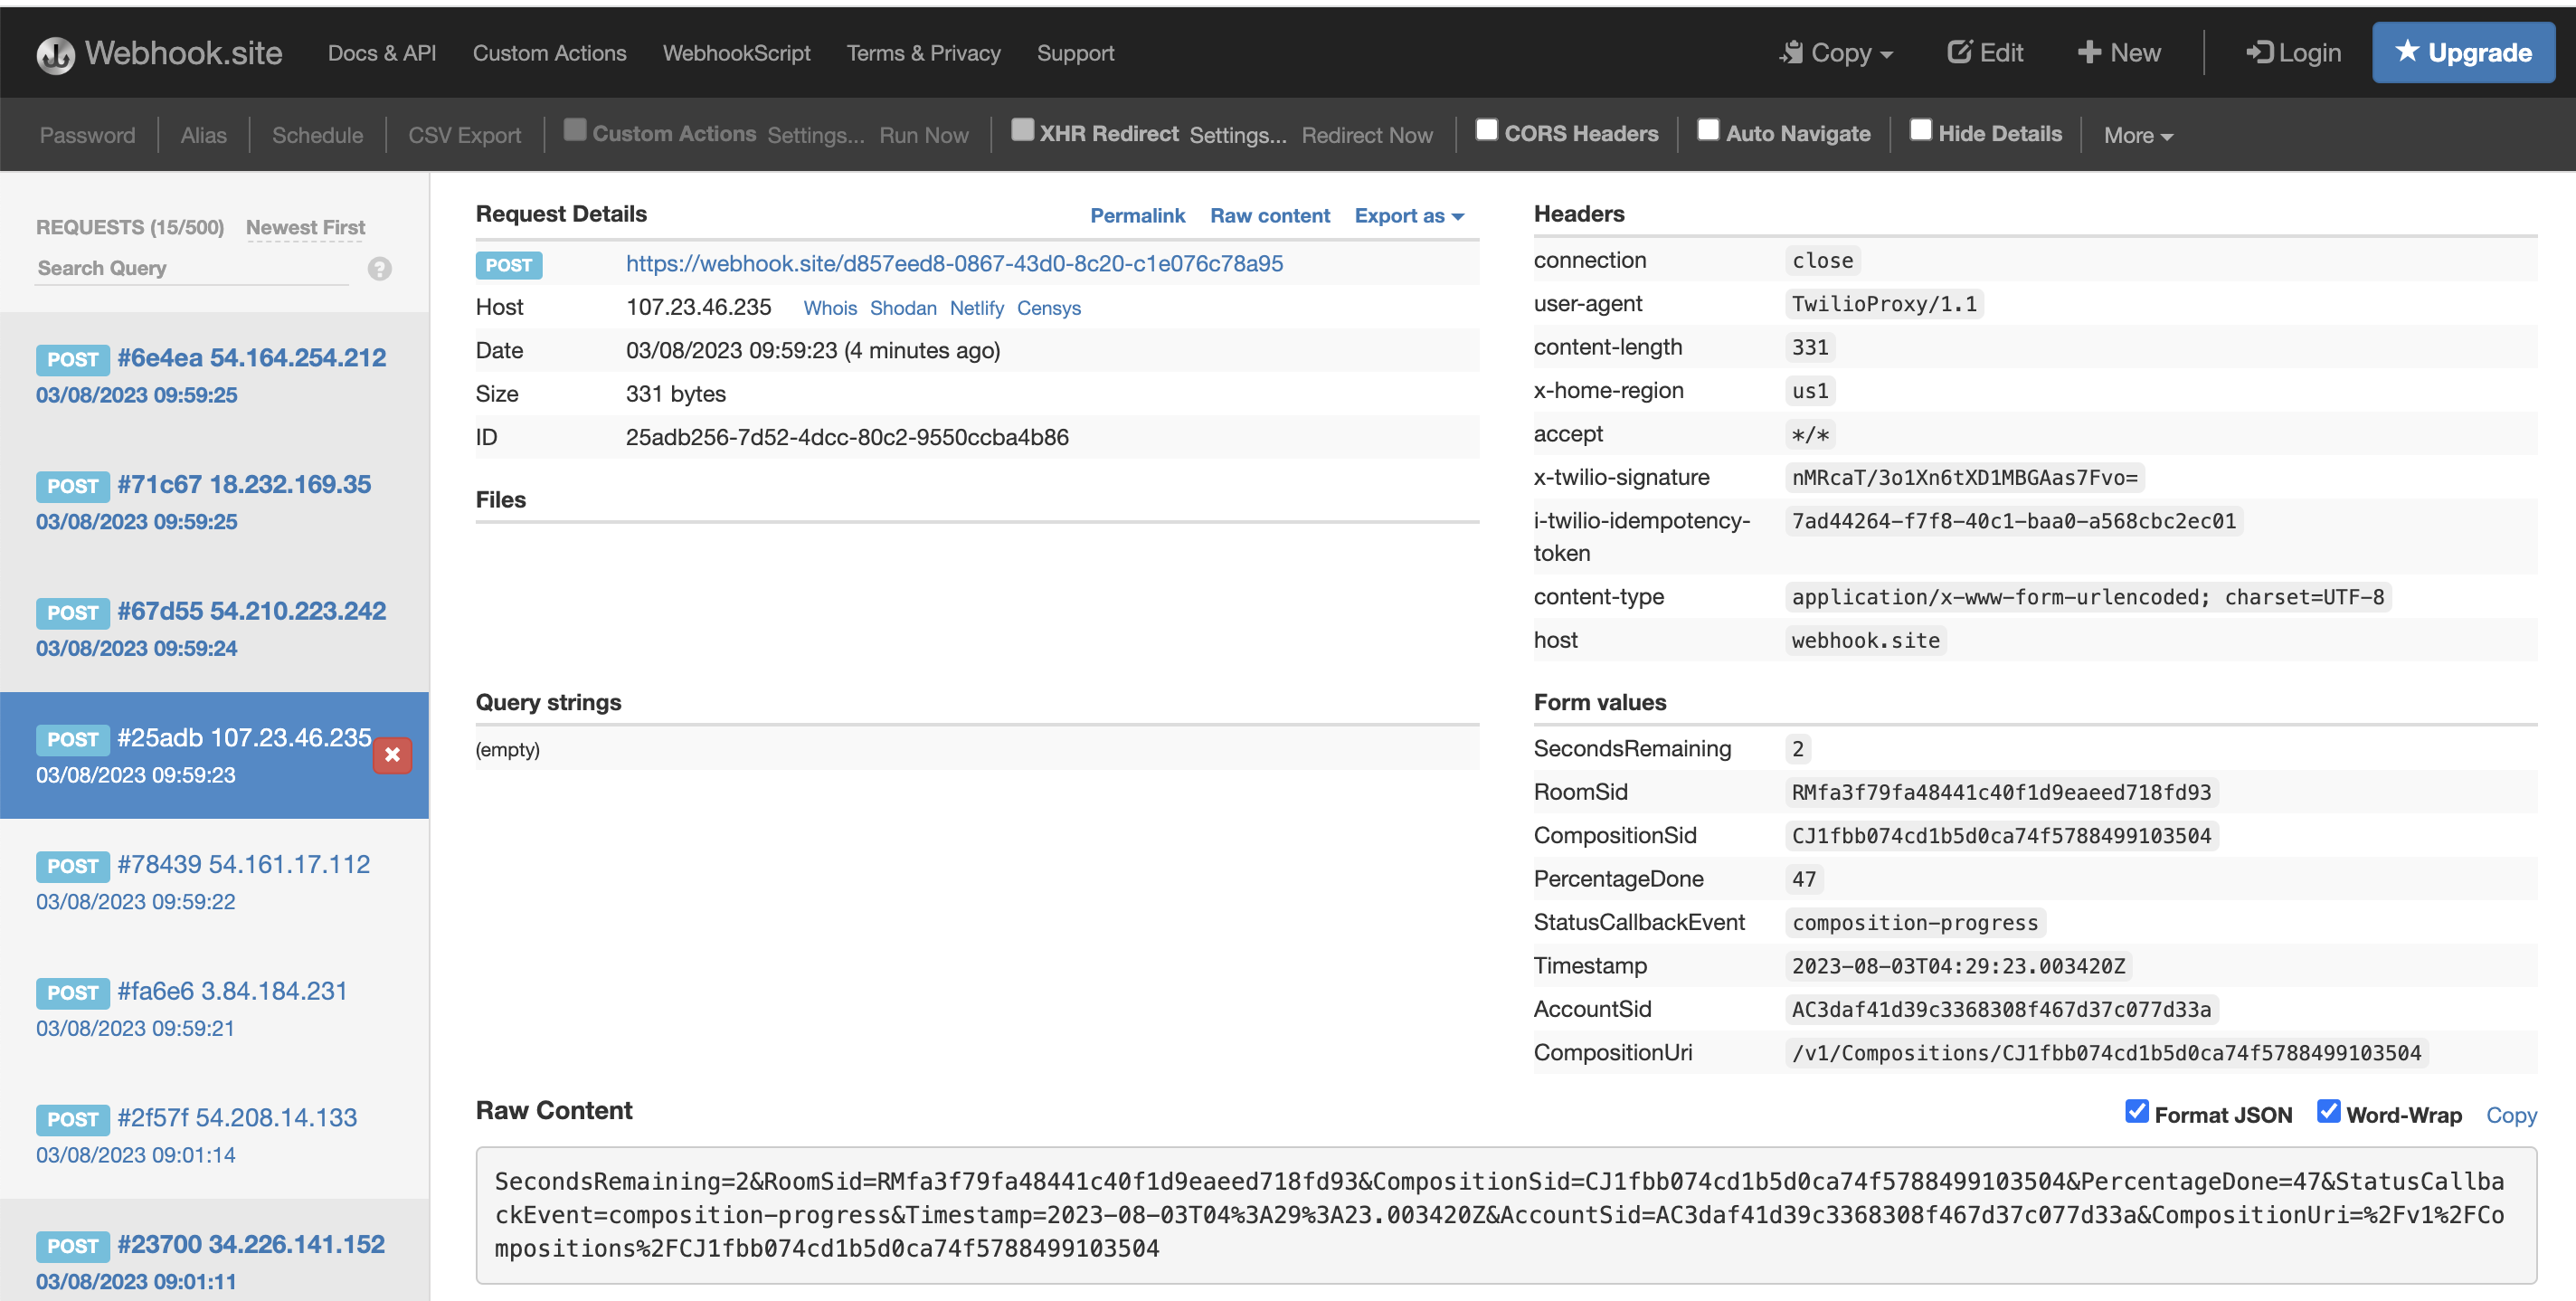 Webhook.site Docs & API Custom Actions WebhookScript Terms & Privacy Support Copy Edit New Login Upgrade
Password Alias Schedule CSV Export Custom Actions Settings... Run Now XHR Redirect Settings... Redirect Now CORS Headers Auto Navigate Hide Details More
REQUESTS (15/500) Newest First
Search Query ?
POST #6e4ea 54.164.254.212
03/08/2023 09:59:25
POST #71c67 18.232.169.35
03/08/2023 09:59:25
POST #67d55 54.210.223.242
03/08/2023 09:59:24
POST #25adb 107.23.46.235
03/08/2023 09:59:23
POST #78439 54.161.17.112
03/08/2023 09:59:22
POST #fa6e6 3.84.184.231
03/08/2023 09:59:21
POST #2f57f 54.208.14.133
03/08/2023 09:01:14
POST #23700 34.226.141.152
03/08/2023 09:01:11
Request Details Permalink Raw content Export as
POST https://webhook.site/d857eed8-0867-43d0-8c20-c1e076c78a95
Host 107.23.46.235 Whois Shodan Netlify Censys
Date 03/08/2023 09:59:23 (4 minutes ago)
Size 331 bytes
ID 25adb256-7d52-4dcc-80c2-9550ccba4b86
Files
Query strings
(empty)
Headers
connection close
user-agent TwilioProxy/1.1
content-length 331
x-home-region us1
accept */*
x-twilio-signature nMRcaT/3o1Xn6tXD1MBGAas7Fvo=
i-twilio-idempotency- 7ad44264-f7f8-40c1-baa0-a568cbc2ec01
token
content-type application/x-www-form-urlencoded; charset=UTF-8
host webhook.site
Form values
SecondsRemaining 2
RoomSid RMfa3f79fa48441c40f1d9eaeed718fd93
CompositionSid CJ1fbb074cd1b5d0ca74f5788499103504
PercentageDone 47
StatusCallbackEvent composition-progress
Timestamp 2023-08-03T04:29:23.003420Z
AccountSid AC3daf41d39c3368308f467d37c077d33a
CompositionUri /v1/Compositions/CJ1fbb074cd1b5d0ca74f5788499103504
Raw Content Format JSON Word-Wrap Copy
SecondsRemaining=2&RoomSid=RMfa3f79fa48441c40f1d9eaeed718fd93&CompositionSid=CJ1fbb074cd1b5d0ca74f5788499103504&PercentageDone=47&StatusCallba
ckEvent=composition-progress&Timestamp=2023-08-03T04%3A29%3A23.003420Z&AccountSid=AC3daf41d39c3368308f467d37c077d33a&CompositionUri=%2Fv1%2FCo
mpositions%2FCJ1fbb074cd1b5d0ca74f5788499103504